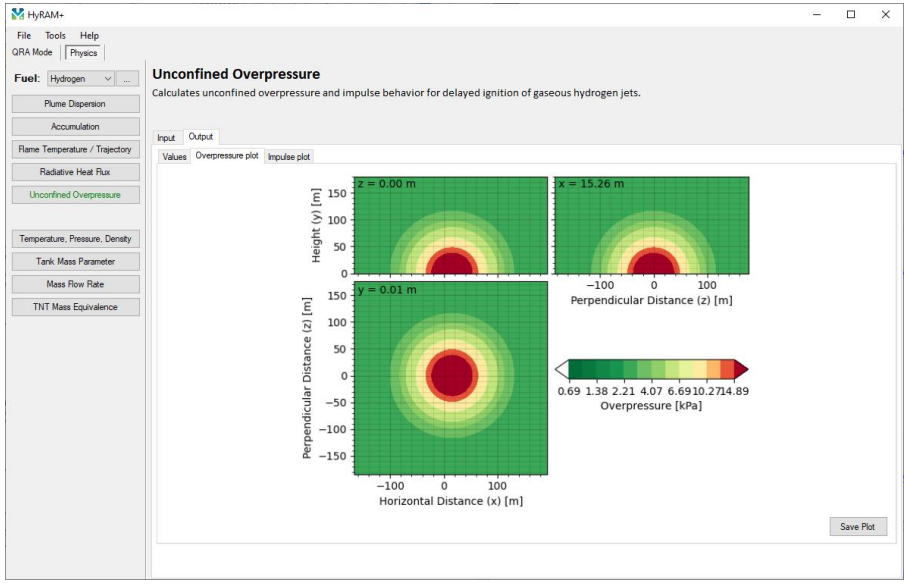 HyRAM+
File Tools Help
QRA Mode Physics
Fuel: Hydrogen ...
Plume Dispersion
Accumulation
Flame Temperature / Trajectory
Radiative Heat Flux
Unconfined Overpressure
Temperature, Pressure, Density
Tank Mass Parameter
Mass Flow Rate
TNT Mass Equivalence
Unconfined Overpressure
Calculates unconfined overpressure and impulse behavior for delayed ignition of gaseous hydrogen jets.
Input Output
Values Overpressure plot Impulse plot
z = 0.00 m
Height (y) [m]
150
100
50
0
x = 15.26 m
−100 0 100
Perpendicular Distance (z) [m]
y = 0.01 m
Perpendicular Distance (z) [m]
150
100
50
0
−50
−100
−150
−100 0 100
Horizontal Distance (x) [m]
0.69 1.38 2.21 4.07 6.69 10.27 14.89
Overpressure [kPa]
Save Plot